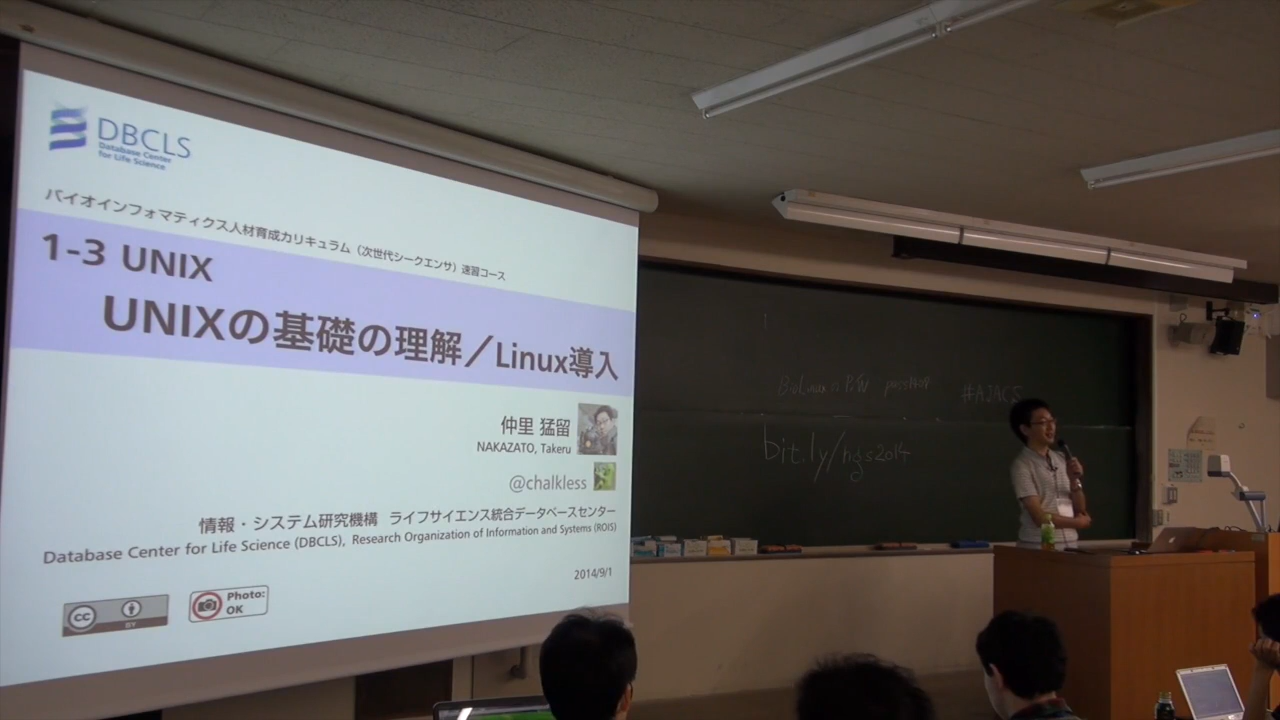 DBCLS
Database Center
for Life Science
バイオインフォマティクス人材育成カリキュラム（次世代シークエンサ）速習コース
1-3 UNIX
UNIXの基礎の理解／Linux導入
仲里 猛留
NAKAZATO, Takeru
@chalkless
情報・システム研究機構 ライフサイエンス統合データベースセンター
Database Center for Life Science (DBCLS), Research Organization of Information and Systems (ROIS)
2014/9/1
cc
BY
Photo:
OK
#AJACS
bit.ly/ngs2014